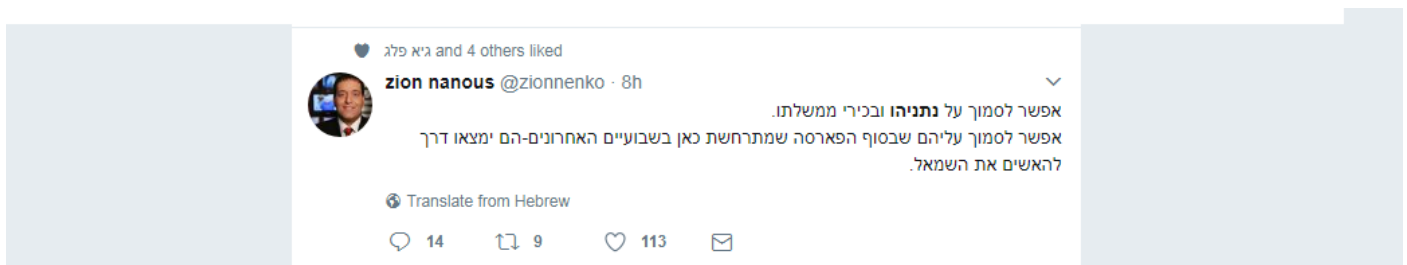 גיא פלג and 4 others liked
zion nanous @zionnenko · 8h
אפשר לסמוך על נתניהו ובכירי ממשלתו.
אפשר לסמוך עליהם שבסוף הפארסה שמתרחשת כאן בשבועיים האחרונים-הם ימצאו דרך
להאשים את השמאל.
Translate from Hebrew
14 9 113